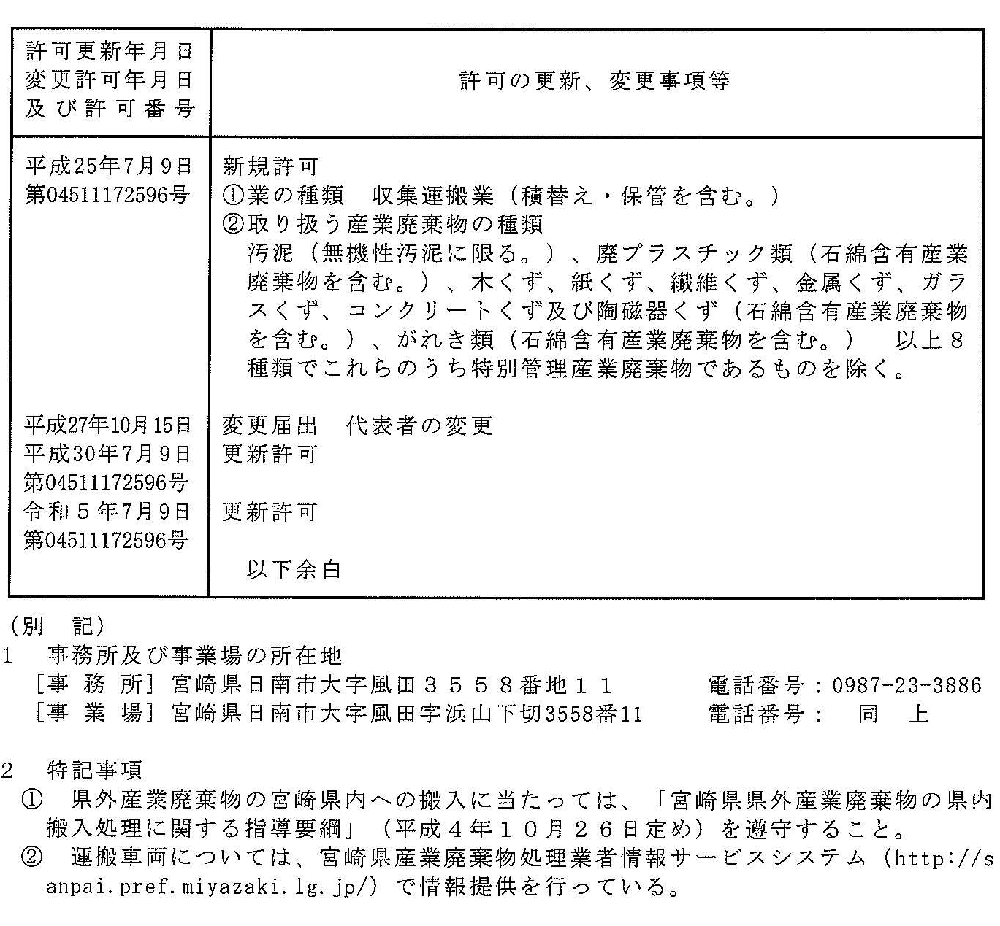 許可更新年月日
変更許可年月日
及び許可番号
許可の更新、変更事項等
平成25年7月9日
第04511172596号
新規許可
①業の種類　収集運搬業（積替え・保管を含む。）
②取り扱う産業廃棄物の種類
汚泥（無機性汚泥に限る。）、廃プラスチック類（石綿含有産業
廃棄物を含む。）、木くず、紙くず、繊維くず、金属くず、ガラ
スくず、コンクリートくず及び陶磁器くず（石綿含有産業廃棄物
を含む。）、がれき類（石綿含有産業廃棄物を含む。）　以上８
種類でこれらのうち特別管理産業廃棄物であるものを除く。
平成27年10月15日　変更届出　代表者の変更
平成30年7月9日　更新許可
第04511172596号
令和５年7月9日　更新許可
第04511172596号
以下余白
（別　記）
１　事務所及び事業場の所在地
［事 務 所］宮崎県日南市大字風田３５５８番地１１　電話番号：0987-23-3886
［事 業 場］宮崎県日南市大字風田字浜山下切3558番11　電話番号：　同　上
２　特記事項
①　県外産業廃棄物の宮崎県内への搬入に当たっては、「宮崎県県外産業廃棄物の県内
搬入処理に関する指導要綱」（平成４年１０月２６日定め）を遵守すること。
②　運搬車両については、宮崎県産業廃棄物処理業者情報サービスシステム（http://s
anpai.pref.miyazaki.lg.jp/）で情報提供を行っている。